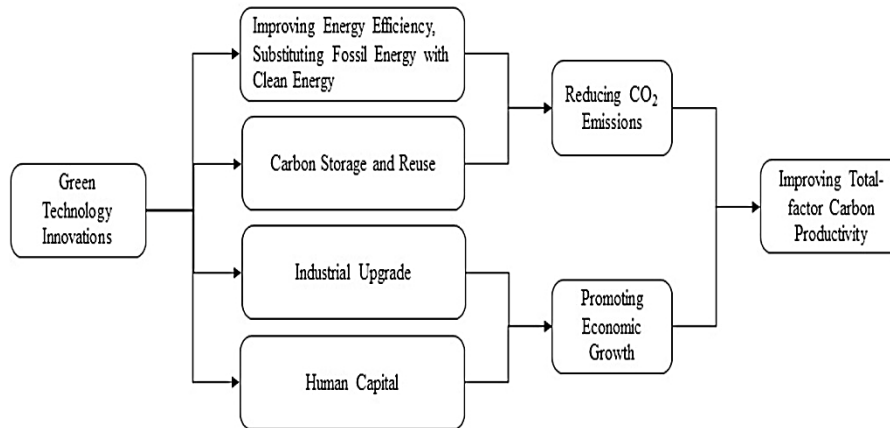 Improving Energy Efficiency,
Substituting Fossil Energy with
Clean Energy
Carbon Storage and Reuse
Green
Technology
Innovations
Industrial Upgrade
Human Capital
Reducing CO₂
Emissions
Promoting
Economic
Growth
Improving Total-
factor Carbon
Productivity